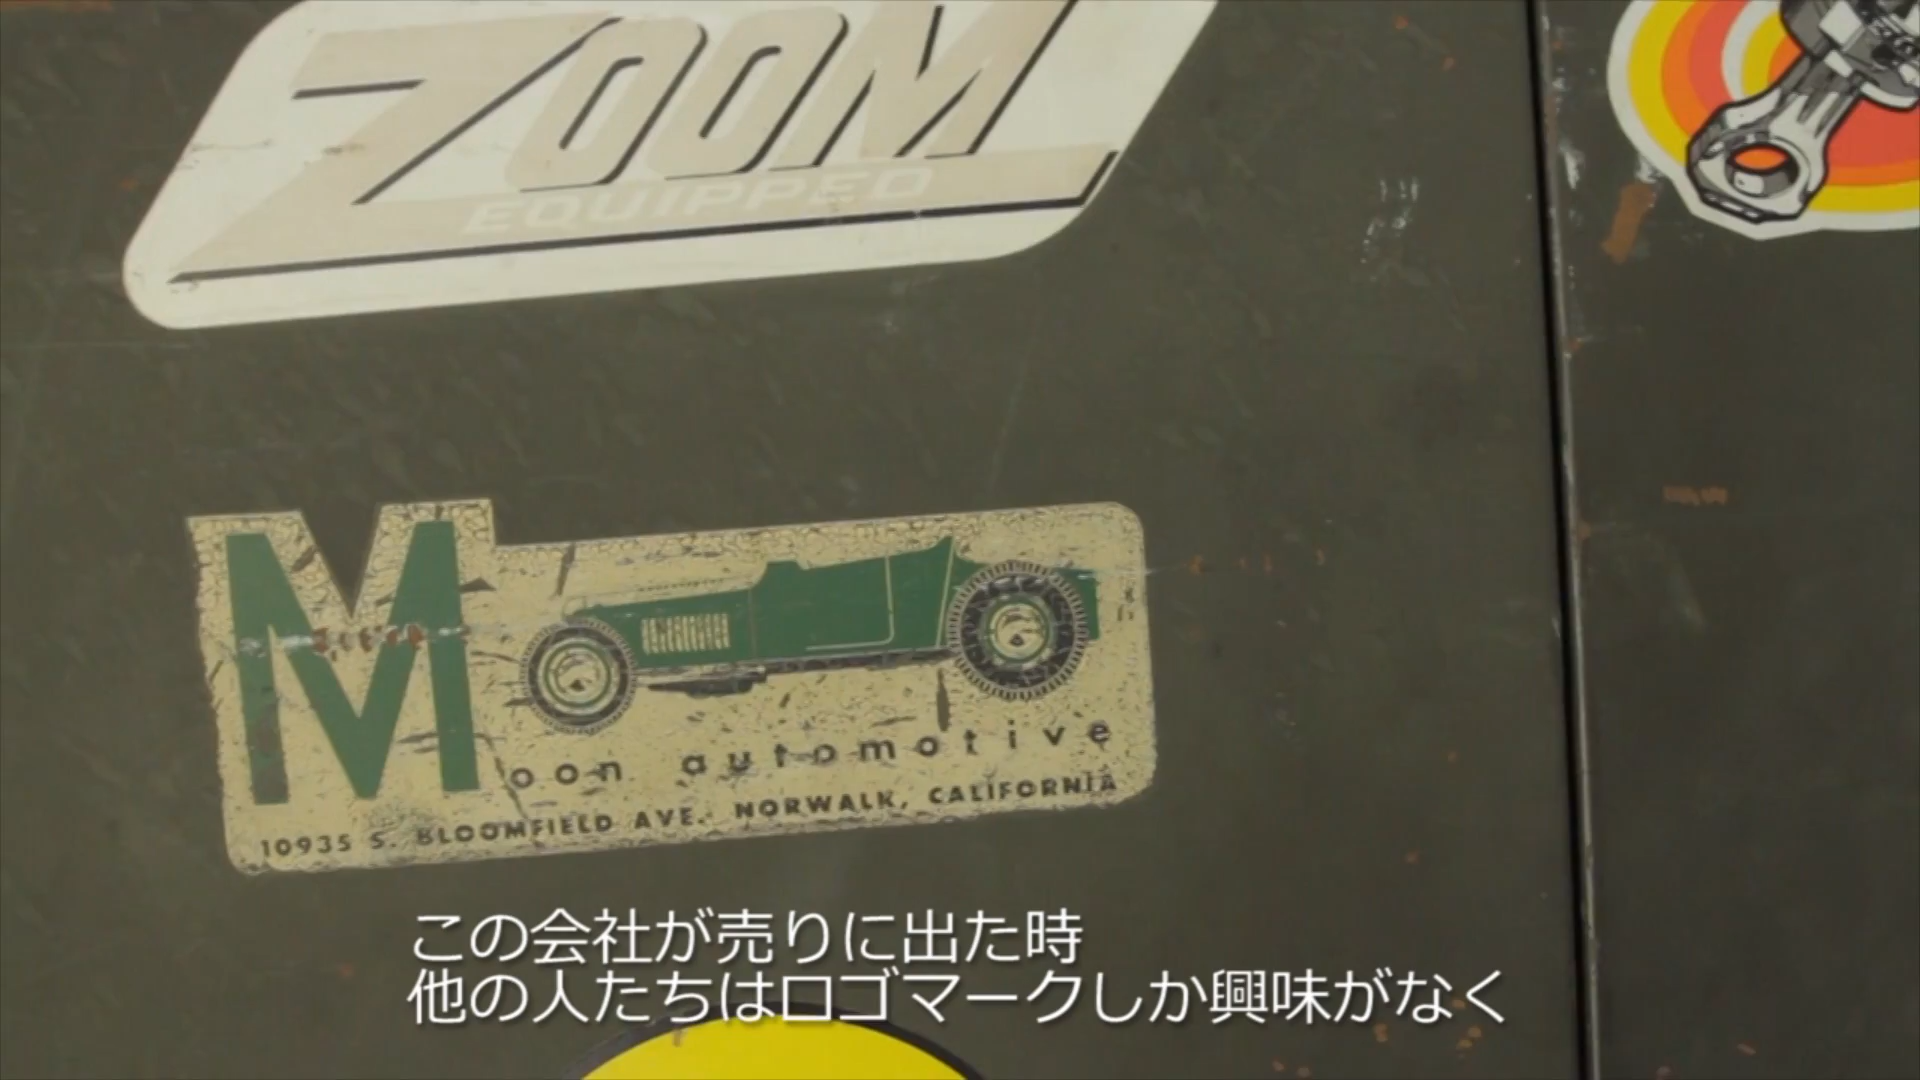 ZOOM
EQUIPPED
Moon automotive
10935 S. BLOOMFIELD AVE. NORWALK, CALIFORNIA
この会社が売りに出た時
他の人たちはロゴマークしか興味がなく